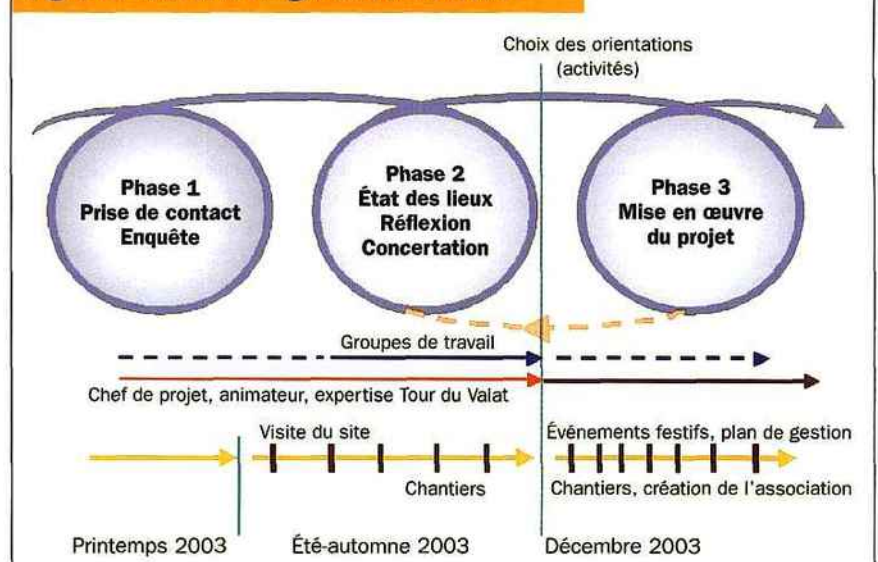 Choix des orientations
(activités)
Phase 1
Prise de contact
Enquête
Phase 2
État des lieux
Réflexion
Concertation
Phase 3
Mise en œuvre
du projet
Groupes de travail
Chef de projet, animateur, expertise Tour du Valat
Visite du site
Événements festifs, plan de gestion
Chantiers
Chantiers, création de l'association
Printemps 2003
Été-automne 2003
Décembre 2003